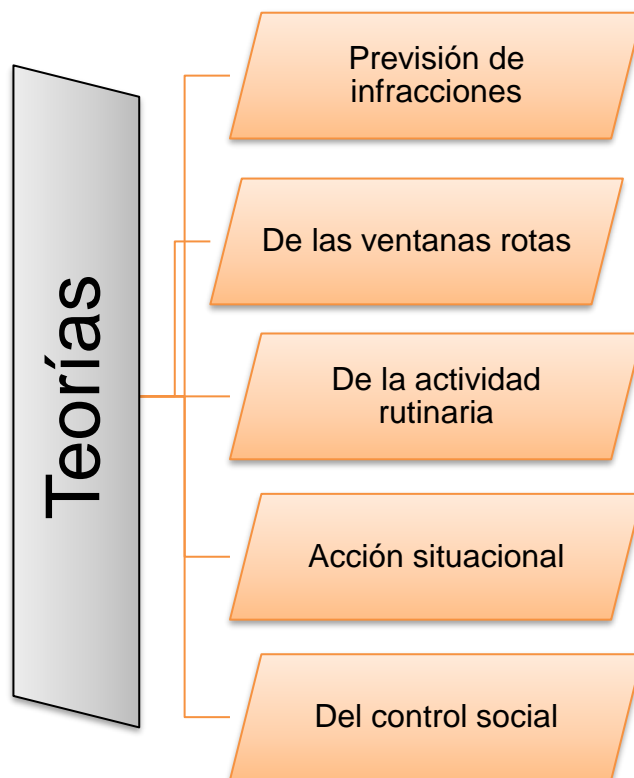 Teorías
Previsión de
infracciones
De las ventanas rotas
De la actividad
rutinaria
Acción situacional
Del control social